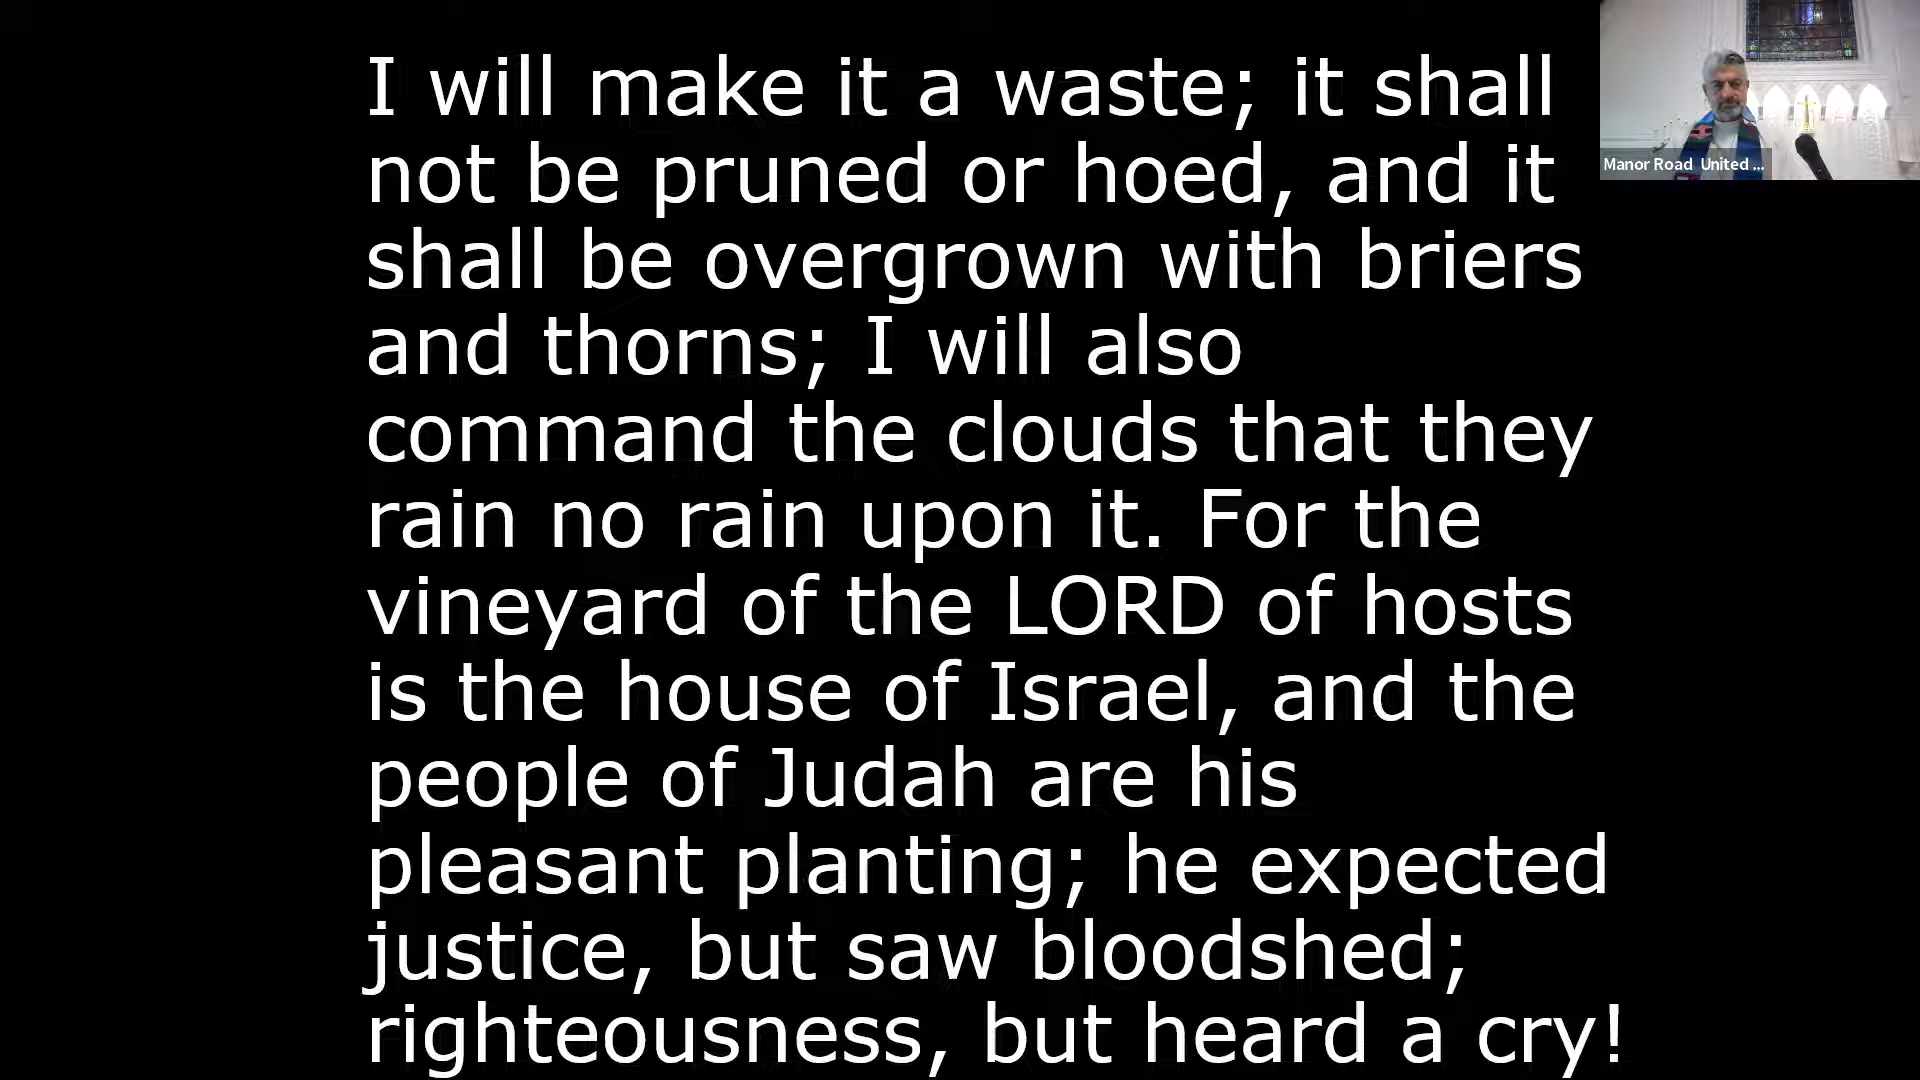 I will make it a waste; it shall
not be pruned or hoed, and it
shall be overgrown with briers
and thorns; I will also
command the clouds that they
rain no rain upon it. For the
vineyard of the LORD of hosts
is the house of Israel, and the
people of Judah are his
pleasant planting; he expected
justice, but saw bloodshed;
righteousness, but heard a cry!
Manor Road United ...